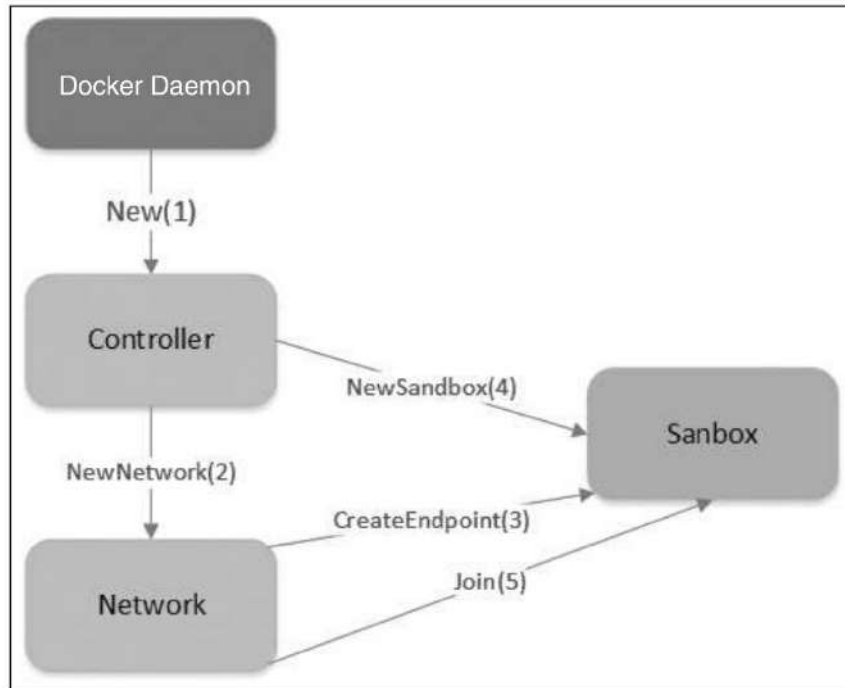 Docker Daemon
New(1)
Controller
NewSandbox(4)
Sanbox
NewNetwork(2)
CreateEndpoint(3)
Join(5)
Network